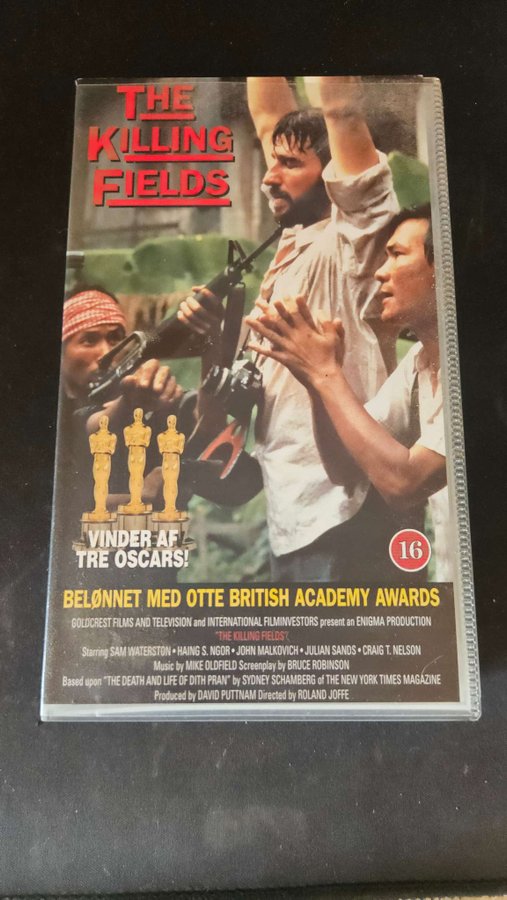 THE
KILLING
FIELDS
VINDER AF
TRE OSCARS!
16
BELØNNET MED OTTE BRITISH ACADEMY AWARDS
GOLDCREST FILMS AND TELEVISION and INTERNATIONAL FILMINVESTORS present an ENIGMA PRODUCTION
"THE KILLING FIELDS"
Starring SAM WATERSTON • HAING S. NGOR • JOHN MALKOVICH • JULIAN SANDS • CRAIG T. NELSON
Music by MIKE OLDFIELD Screenplay by BRUCE ROBINSON
Based upon "THE DEATH AND LIFE OF DITH PRAN" by SYDNEY SCHAMBERG of THE NEW YORK TIMES MAGAZINE
Produced by DAVID PUTTNAM Directed by ROLAND JOFFE